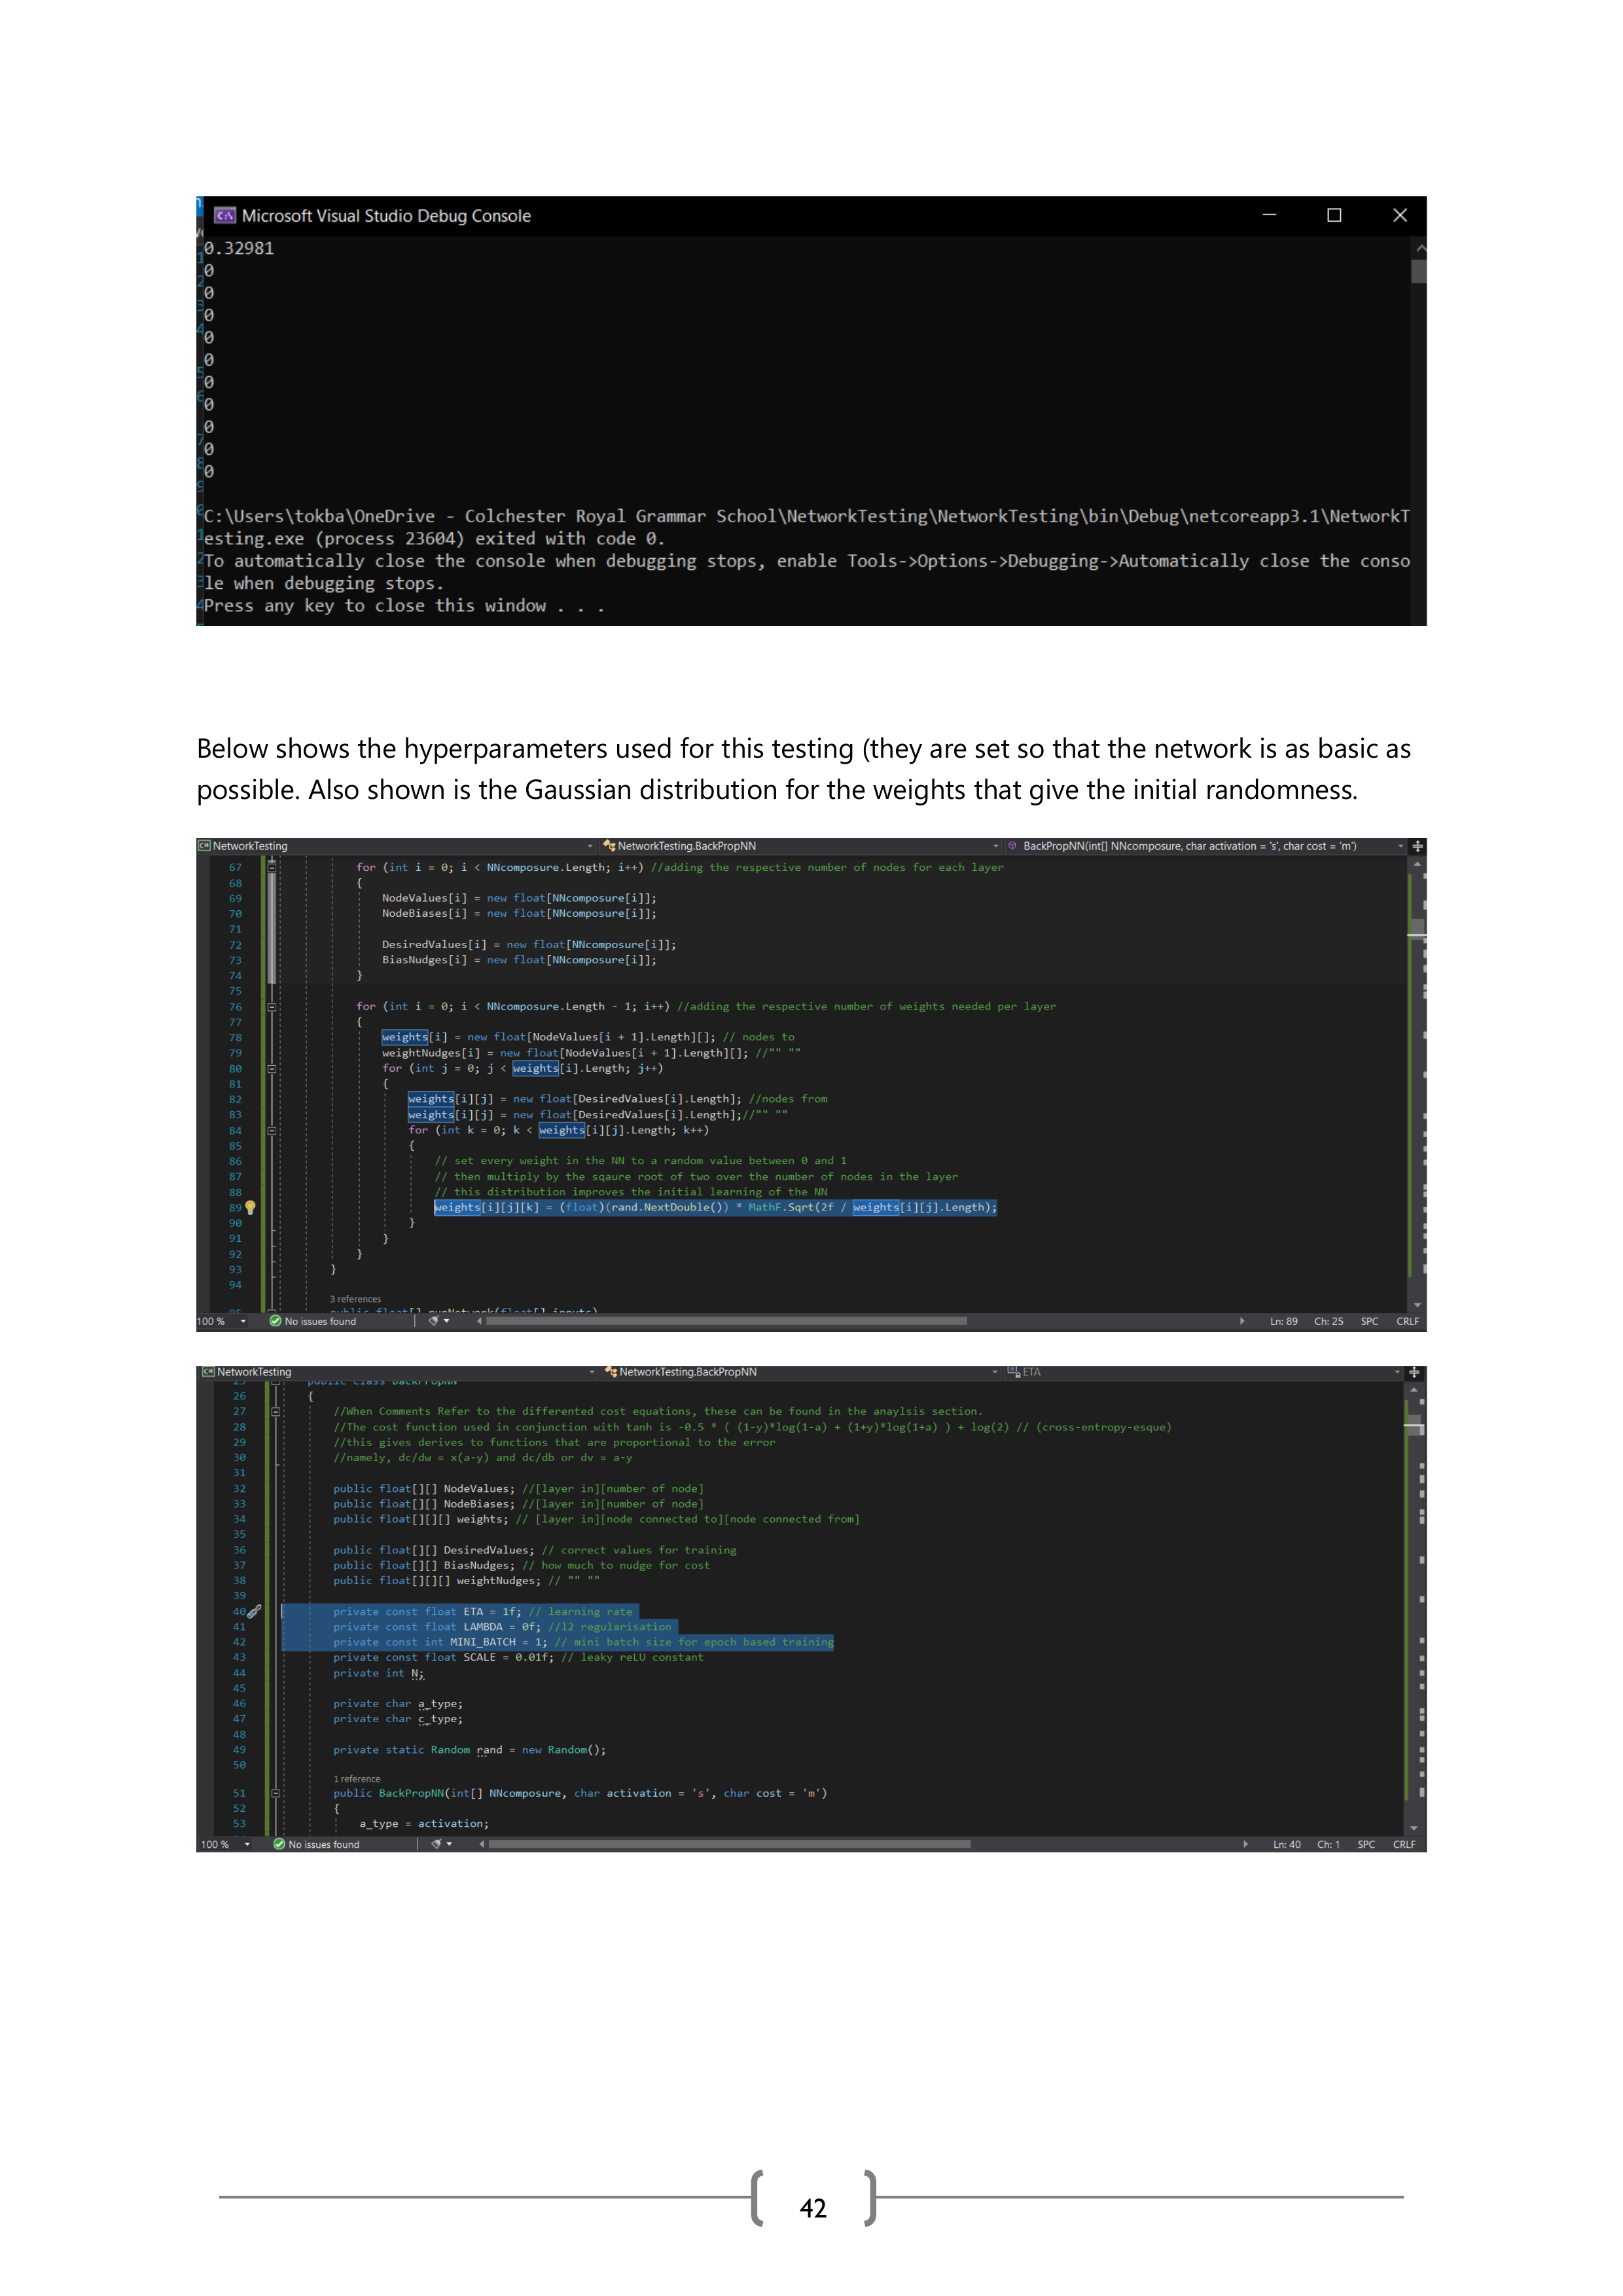 Microsoft Visual Studio Debug Console
0.32981
0
0
0
0
0
0
0
0
0
0
C:\Users\tokba\OneDrive - Colchester Royal Grammar School\NetworkTesting\NetworkTesting\bin\Debug\netcoreapp3.1\NetworkT
esting.exe (process 23604) exited with code 0.
To automatically close the console when debugging stops, enable Tools->Options->Debugging->Automatically close the conso
le when debugging stops.
Press any key to close this window . . .
Below shows the hyperparameters used for this testing (they are set so that the network is as basic as
possible. Also shown is the Gaussian distribution for the weights that give the initial randomness.
NetworkTesting NetworkTesting.BackPropNN BackPropNN(int[] NNcomposure, char activation = 's', char cost = 'm')
67 for (int i = 0; i < NNcomposure.Length; i++) //adding the respective number of nodes for each layer
68 {
69 NodeValues[i] = new float[NNcomposure[i]];
70 NodeBiases[i] = new float[NNcomposure[i]];
71
72 DesiredValues[i] = new float[NNcomposure[i]];
73 BiasNudges[i] = new float[NNcomposure[i]];
74 }
75
76 for (int i = 0; i < NNcomposure.Length - 1; i++) //adding the respective number of weights needed per layer
77 {
78 weights[i] = new float[NodeValues[i + 1].Length][]; // nodes to
79 weightNudges[i] = new float[NodeValues[i + 1].Length][]; //"" ""
80 for (int j = 0; j < weights[i].Length; j++)
81 {
82 weights[i][j] = new float[DesiredValues[i].Length]; //nodes from
83 weights[i][j] = new float[DesiredValues[i].Length];//"" ""
84 for (int k = 0; k < weights[i][j].Length; k++)
85 {
86 // set every weight in the NN to a random value between 0 and 1
87 // then multiply by the sqaure root of two over the number of nodes in the layer
88 // this distribution improves the initial learning of the NN
89 weights[i][j][k] = (float)(rand.NextDouble()) * MathF.Sqrt(2f / weights[i][j].Length);
90 }
91 }
92 }
93 }
94
3 references
95 public float[] runNetwork(float[] inputs)
100 % No issues found Ln: 89 Ch: 25 SPC CRLF
NetworkTesting NetworkTesting.BackPropNN ETA
25 public class BackPropNN
26 {
27 //When Comments Refer to the differented cost equations, these can be found in the anaylsis section.
28 //The cost function used in conjunction with tanh is -0.5 * ( (1-y)*log(1-a) + (1+y)*log(1+a) ) + log(2) // (cross-entropy-esque)
29 //this gives derives to functions that are proportional to the error
30 //namely, dc/dw = x(a-y) and dc/db or dv = a-y
31
32 public float[][] NodeValues; //[layer in][number of node]
33 public float[][] NodeBiases; //[layer in][number of node]
34 public float[][][] weights; // [layer in][node connected to][node connected from]
35
36 public float[][] DesiredValues; // correct values for training
37 public float[][] BiasNudges; // how much to nudge for cost
38 public float[][][] weightNudges; // "" ""
39
40 private const float ETA = 1f; // learning rate
41 private const float LAMBDA = 0f; //l2 regularisation
42 private const int MINI_BATCH = 1; // mini batch size for epoch based training
43 private const float SCALE = 0.01f; // leaky reLU constant
44 private int N;
45
46 private char a_type;
47 private char c_type;
48
49 private static Random rand = new Random();
50
1 reference
51 public BackPropNN(int[] NNcomposure, char activation = 's', char cost = 'm')
52 {
53 a_type = activation;
100 % No issues found Ln: 40 Ch: 1 SPC CRLF
42